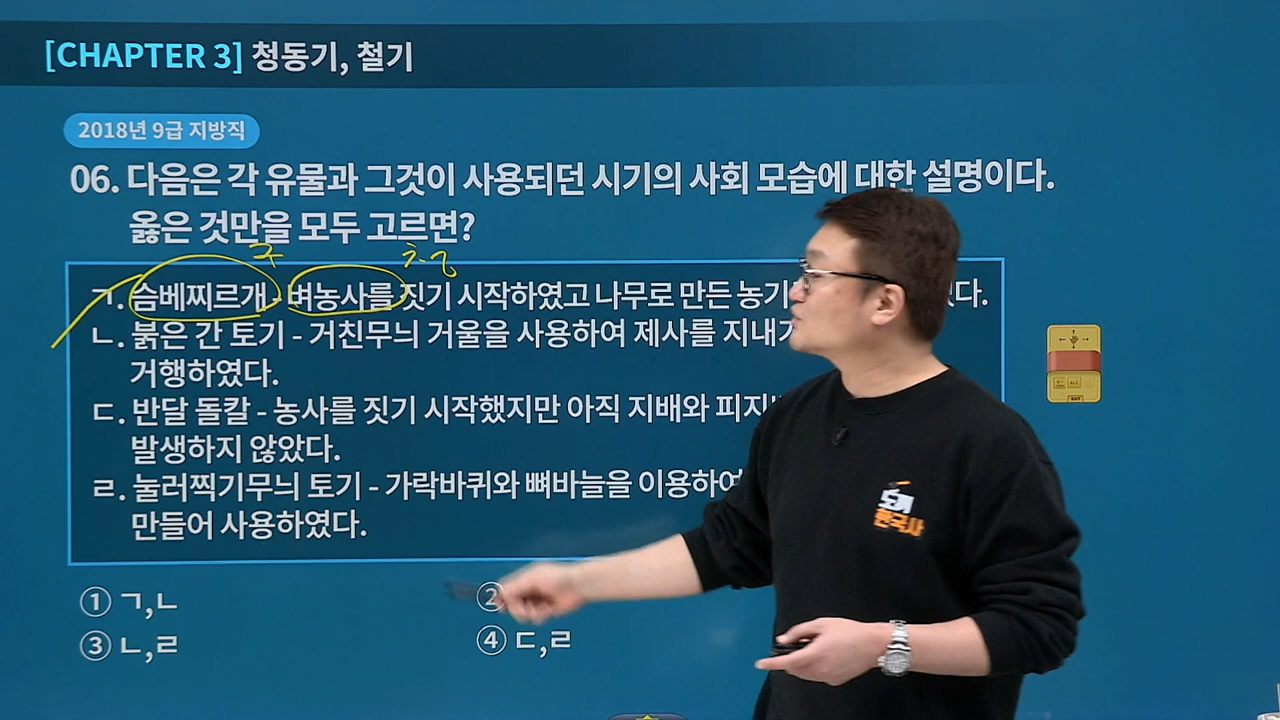 [CHAPTER 3] 청동기, 철기
2018년 9급 지방직
06. 다음은 각 유물과 그것이 사용되던 시기의 사회 모습에 대한 설명이다.
옳은 것만을 모두 고르면?
구 청
ㄱ. 슴베찌르개 - 벼농사를 짓기 시작하였고 나무로 만든 농기 다.
ㄴ. 붉은 간 토기 - 거친무늬 거울을 사용하여 제사를 지내
거행하였다.
ㄷ. 반달 돌칼 - 농사를 짓기 시작했지만 아직 지배와 피지
발생하지 않았다.
ㄹ. 눌러찍기무늬 토기 - 가락바퀴와 뼈바늘을 이용하여
만들어 사용하였다.
한국사
① ㄱ,ㄴ
②
③ ㄴ,ㄹ
④ ㄷ,ㄹ